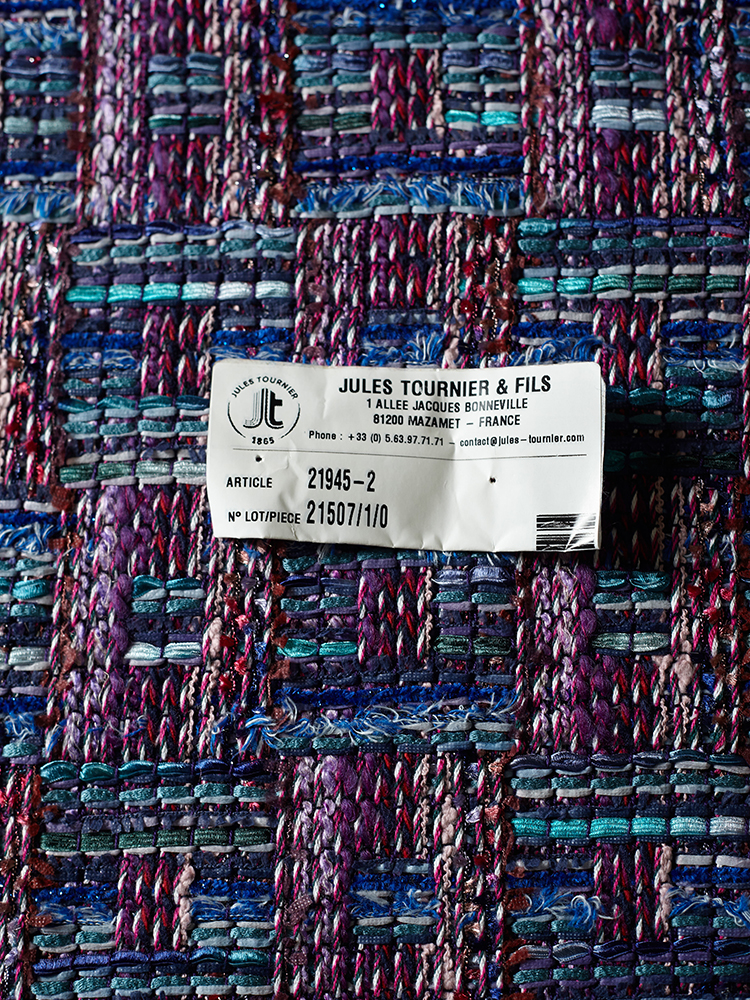 JULES TOURNIER
Jt
1865
JULES TOURNIER & FILS
1 ALLEE JACQUES BONNEVILLE
81200 MAZAMET – FRANCE
Phone : +33 (0) 5.63.97.71.71 – contact@jules-tournier.com
ARTICLE 21945-2
Nº LOT/PIECE 21507/1/0